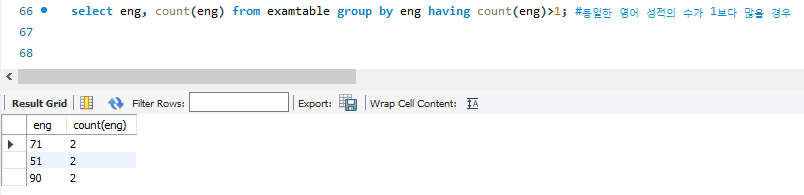 66 select eng, count(eng) from examtable group by eng having count(eng)>1; #동일한 영어 성적의 수가 1보다 많을 경우
67
68
Result Grid Filter Rows: Export: Wrap Cell Content:
eng count(eng)
71 2
51 2
90 2